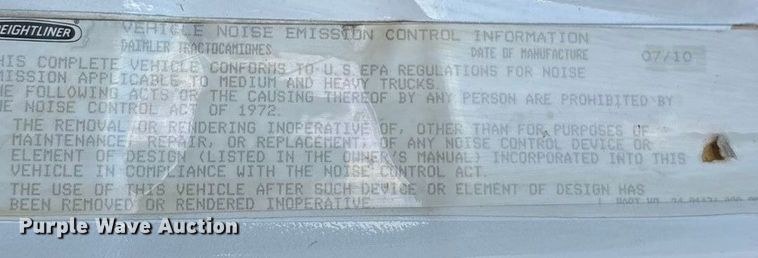 FREIGHTLINER
VEHICLE NOISE EMISSION CONTROL INFORMATION
DAIMLER TRACTOCAMIONES DATE OF MANUFACTURE 07/10
HIS COMPLETE VEHICLE CONFORMS TO U.S.EPA REGULATIONS FOR NOISE
MISSION APPLICABLE TO MEDIUM AND HEAVY TRUCKS.
HE FOLLOWING ACTS OR THE CAUSING THEREOF BY ANY PERSON ARE PROHIBITED BY
HE NOISE CONTROL ACT OF 1972.
THE REMOVAL OR RENDERING INOPERATIVE OF, OTHER THAN FOR PURPOSES OF
MAINTENANCE, REPAIR, OR REPLACEMENT, OF ANY NOISE CONTROL DEVICE OR
ELEMENT OF DESIGN (LISTED IN THE OWNER'S MANUAL) INCORPORATED INTO THIS
VEHICLE IN COMPLIANCE WITH THE NOISE CONTROL ACT.
THE USE OF THIS VEHICLE AFTER SUCH DEVICE OR ELEMENT OF DESIGN HAS
BEEN REMOVED OR RENDERED INOPERATIVE
Purple Wave Auction